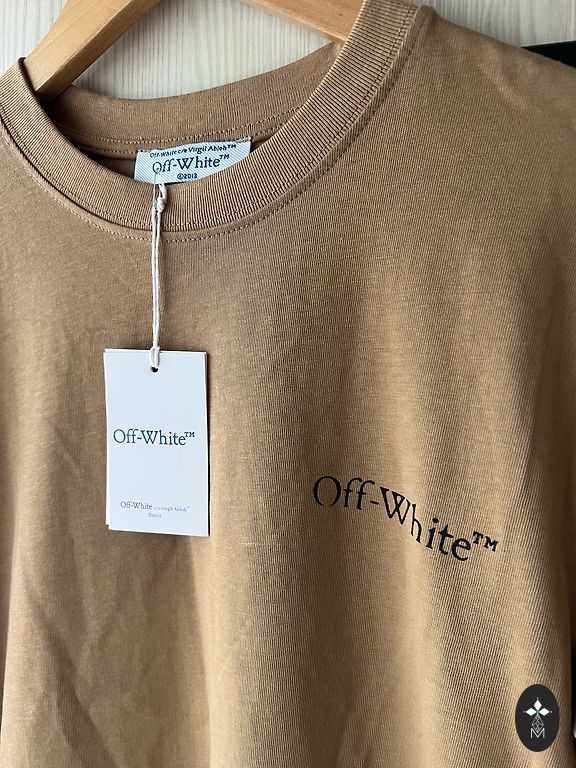 Off-White c/o Virgil Abloh™
Off-White™
©2013
Off-White™
Off-White c/o Virgil Abloh™
©2013
Off-White™
M